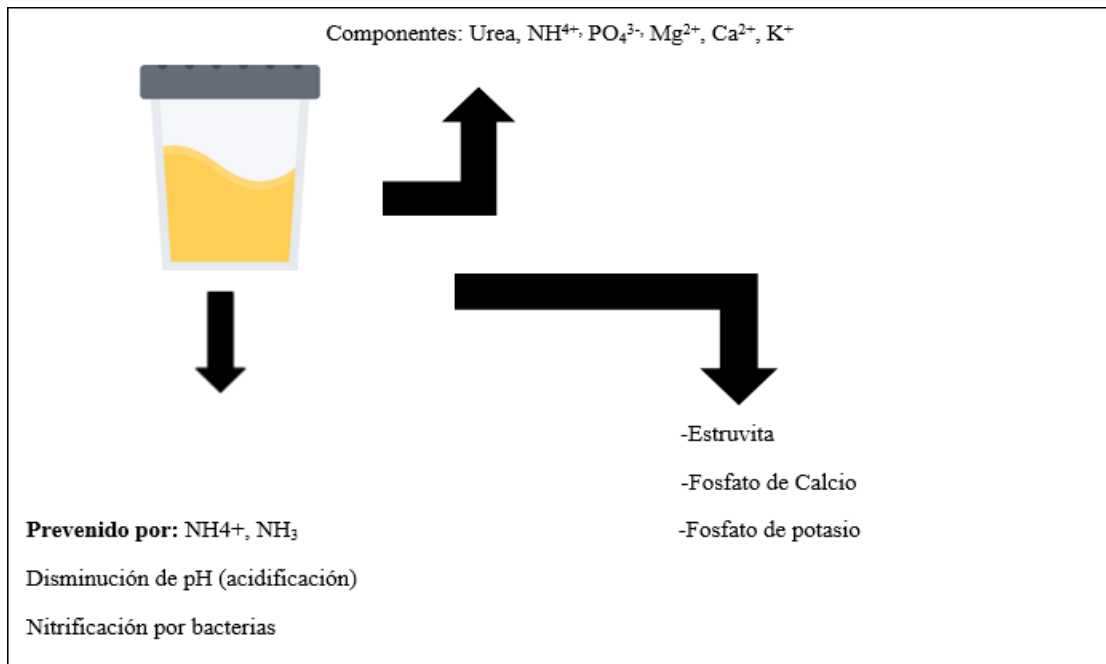 Componentes: Urea, NH⁴⁺, PO₄³⁻, Mg²⁺, Ca²⁺, K⁺
-Estruvita
-Fosfato de Calcio
-Fosfato de potasio
Prevenido por: NH4+, NH₃
Disminución de pH (acidificación)
Nitrificación por bacterias